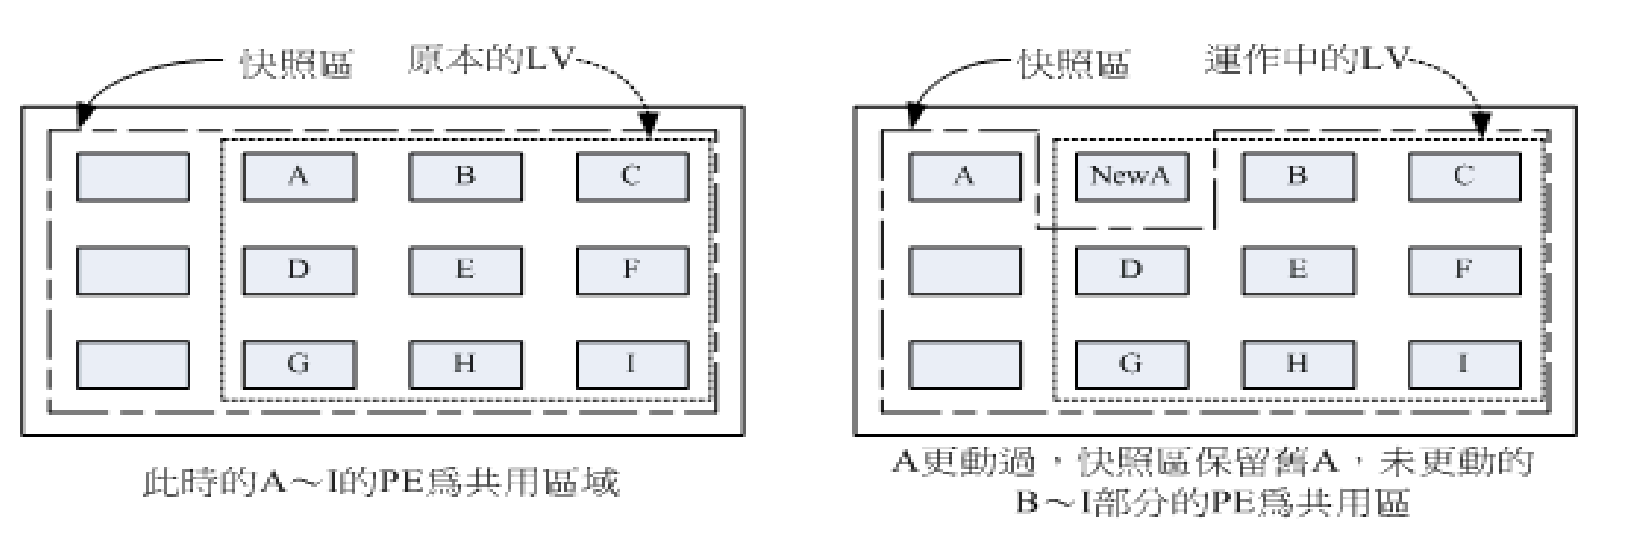 快照區 原本的LV
A B C
D E F
G H I
此時的A～I的PE為共用區域
快照區 運作中的LV
A NewA B C
D E F
G H I
A更動過，快照區保留舊A，未更動的
B～I部分的PE為共用區